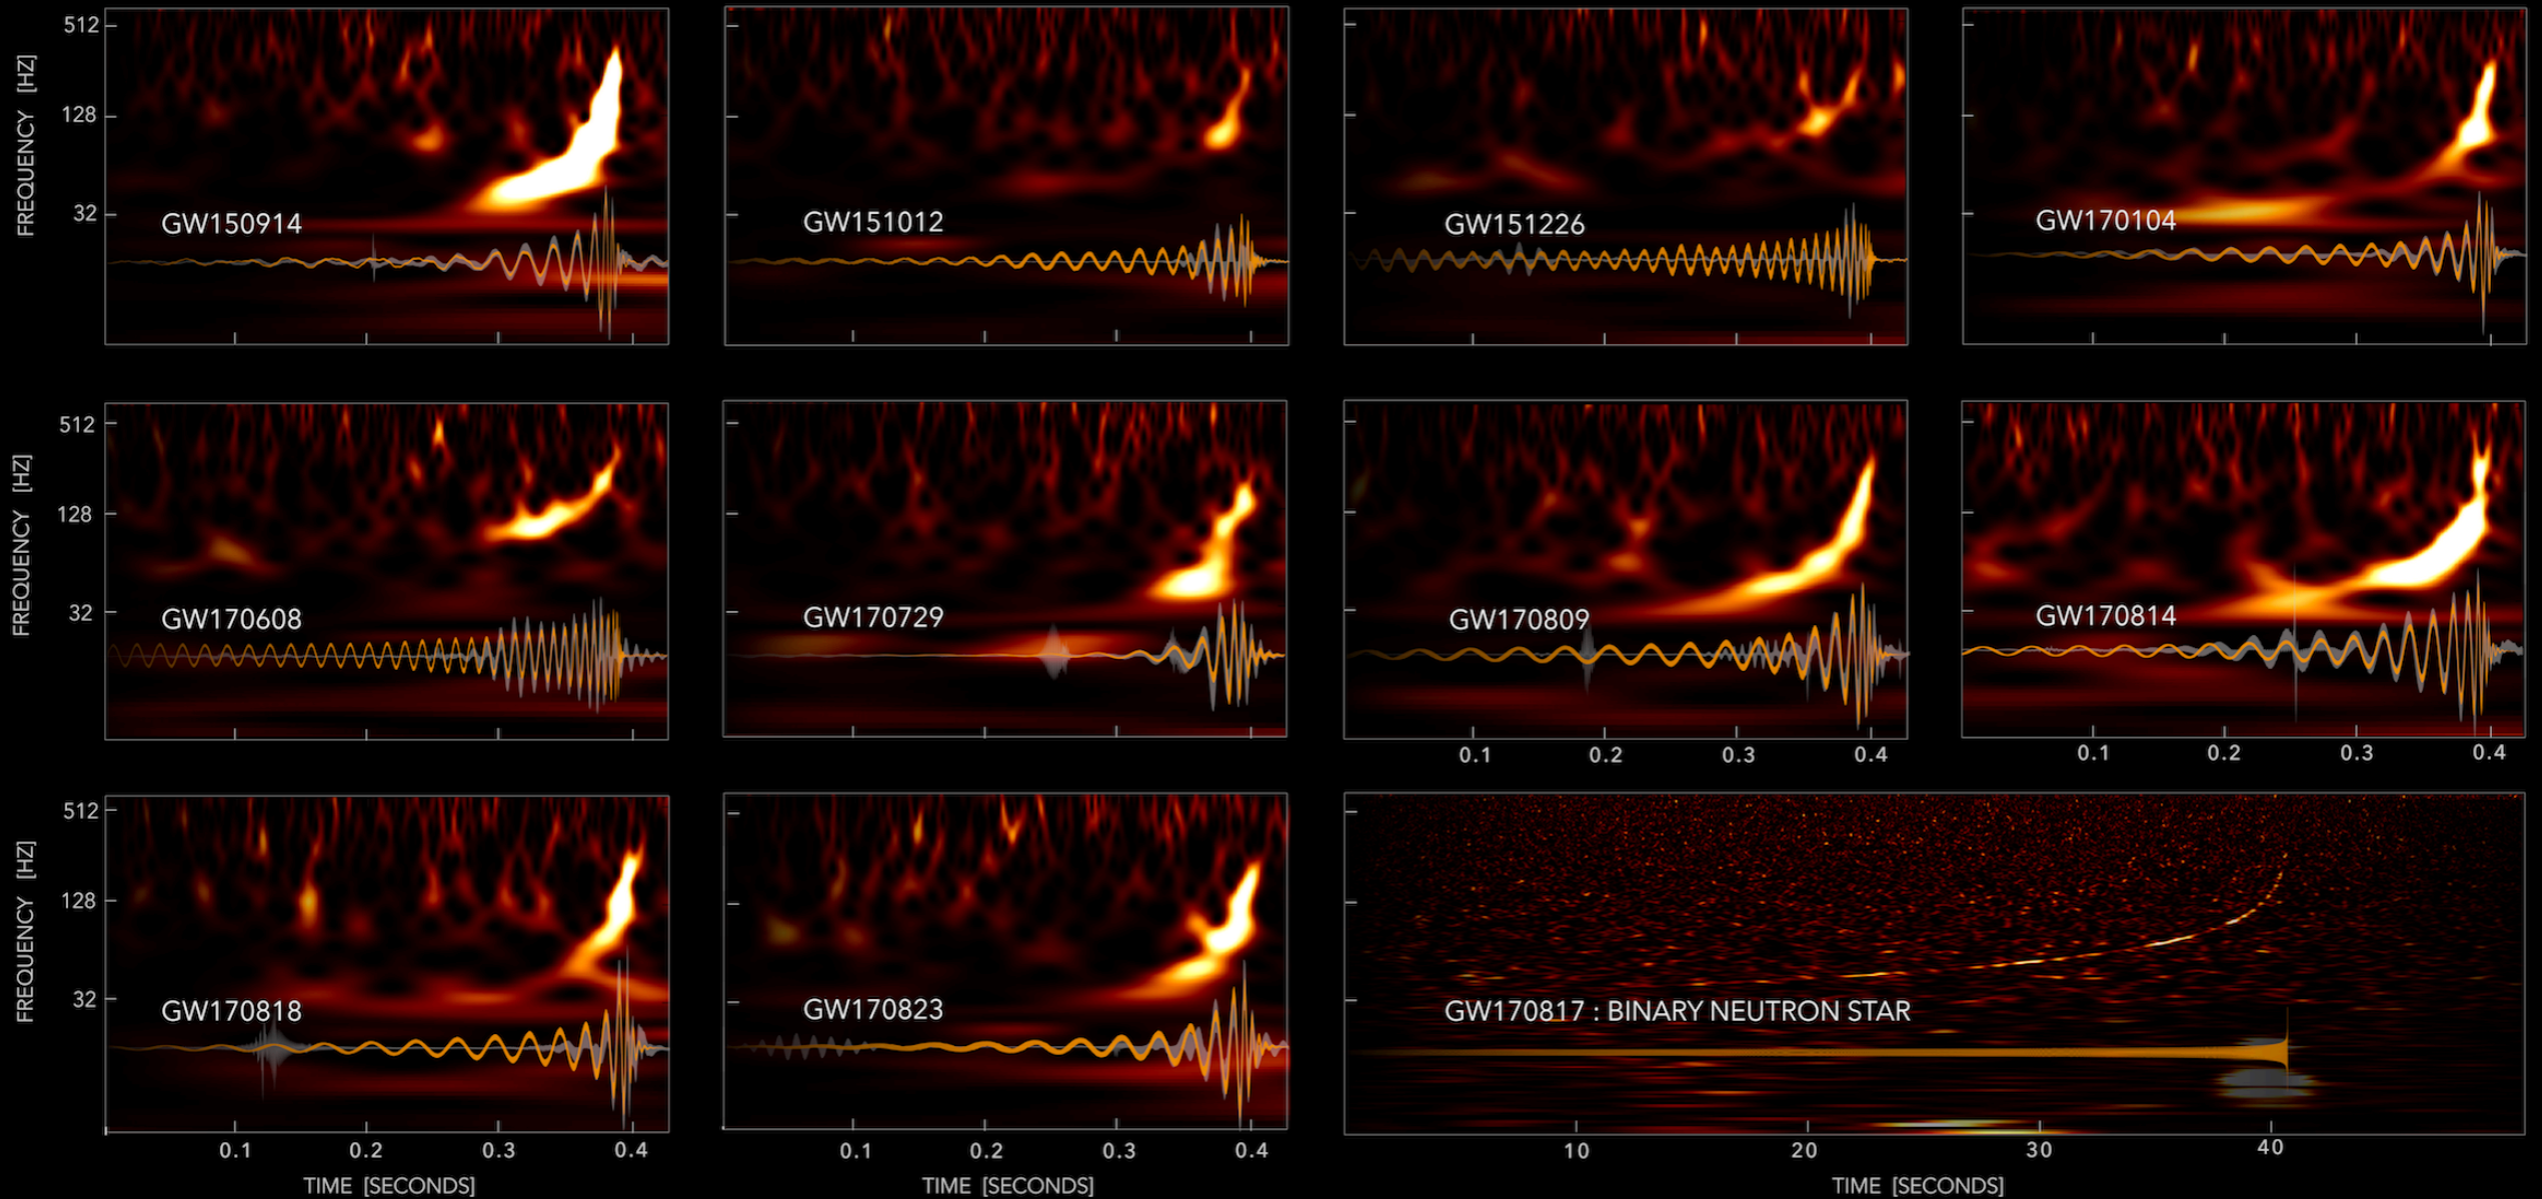 512
128
32
FREQUENCY [HZ]
GW150914
GW151012
GW151226
GW170104
512
128
32
FREQUENCY [HZ]
GW170608
GW170729
GW170809
GW170814
0.1 0.2 0.3 0.4
0.1 0.2 0.3 0.4
512
128
32
FREQUENCY [HZ]
GW170818
GW170823
GW170817 : BINARY NEUTRON STAR
0.1 0.2 0.3 0.4
0.1 0.2 0.3 0.4
10 20 30 40
TIME [SECONDS]
TIME [SECONDS]
TIME [SECONDS]